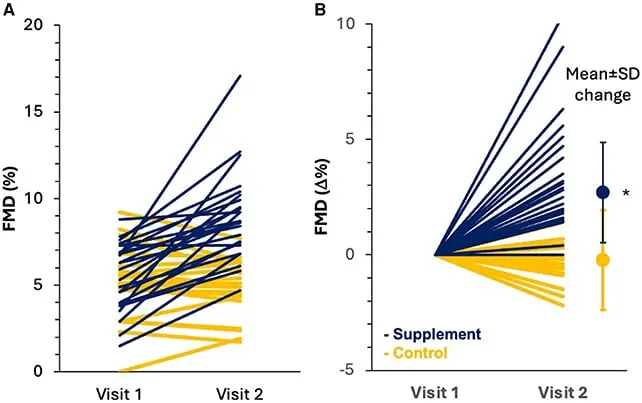 A
FMD (%)
20
15
10
5
0
Visit 1
Visit 2
B
FMD (Δ%)
10
5
0
-5
Mean±SD
change
*
- Supplement
- Control
Visit 1
Visit 2